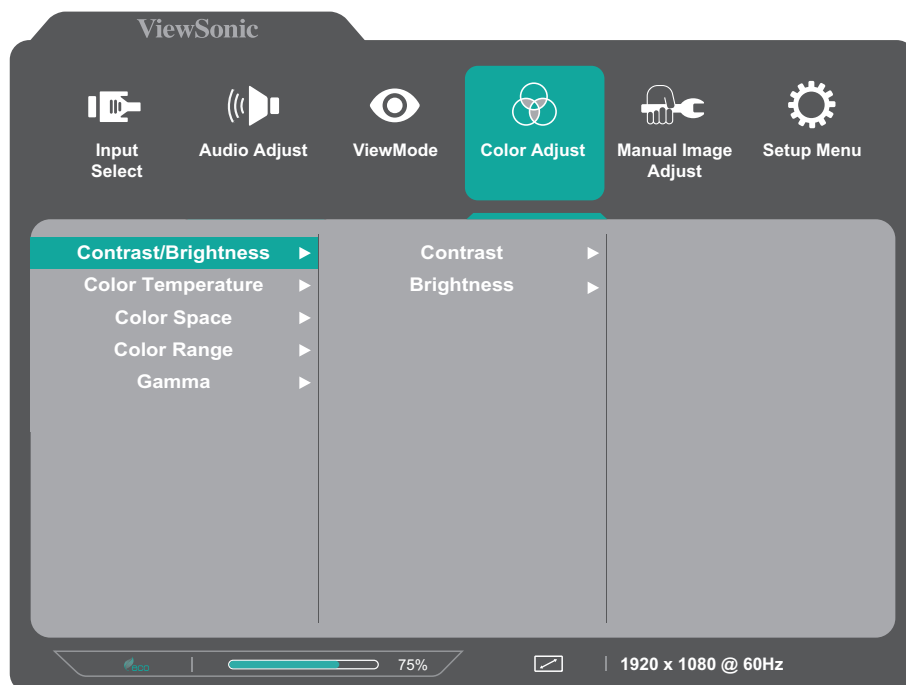 ViewSonic
Input
Select
Audio Adjust
ViewMode
Color Adjust
Manual Image
Adjust
Setup Menu
Contrast/Brightness
Color Temperature
Color Space
Color Range
Gamma
Contrast
Brightness
eco
75%
1920 x 1080 @ 60Hz